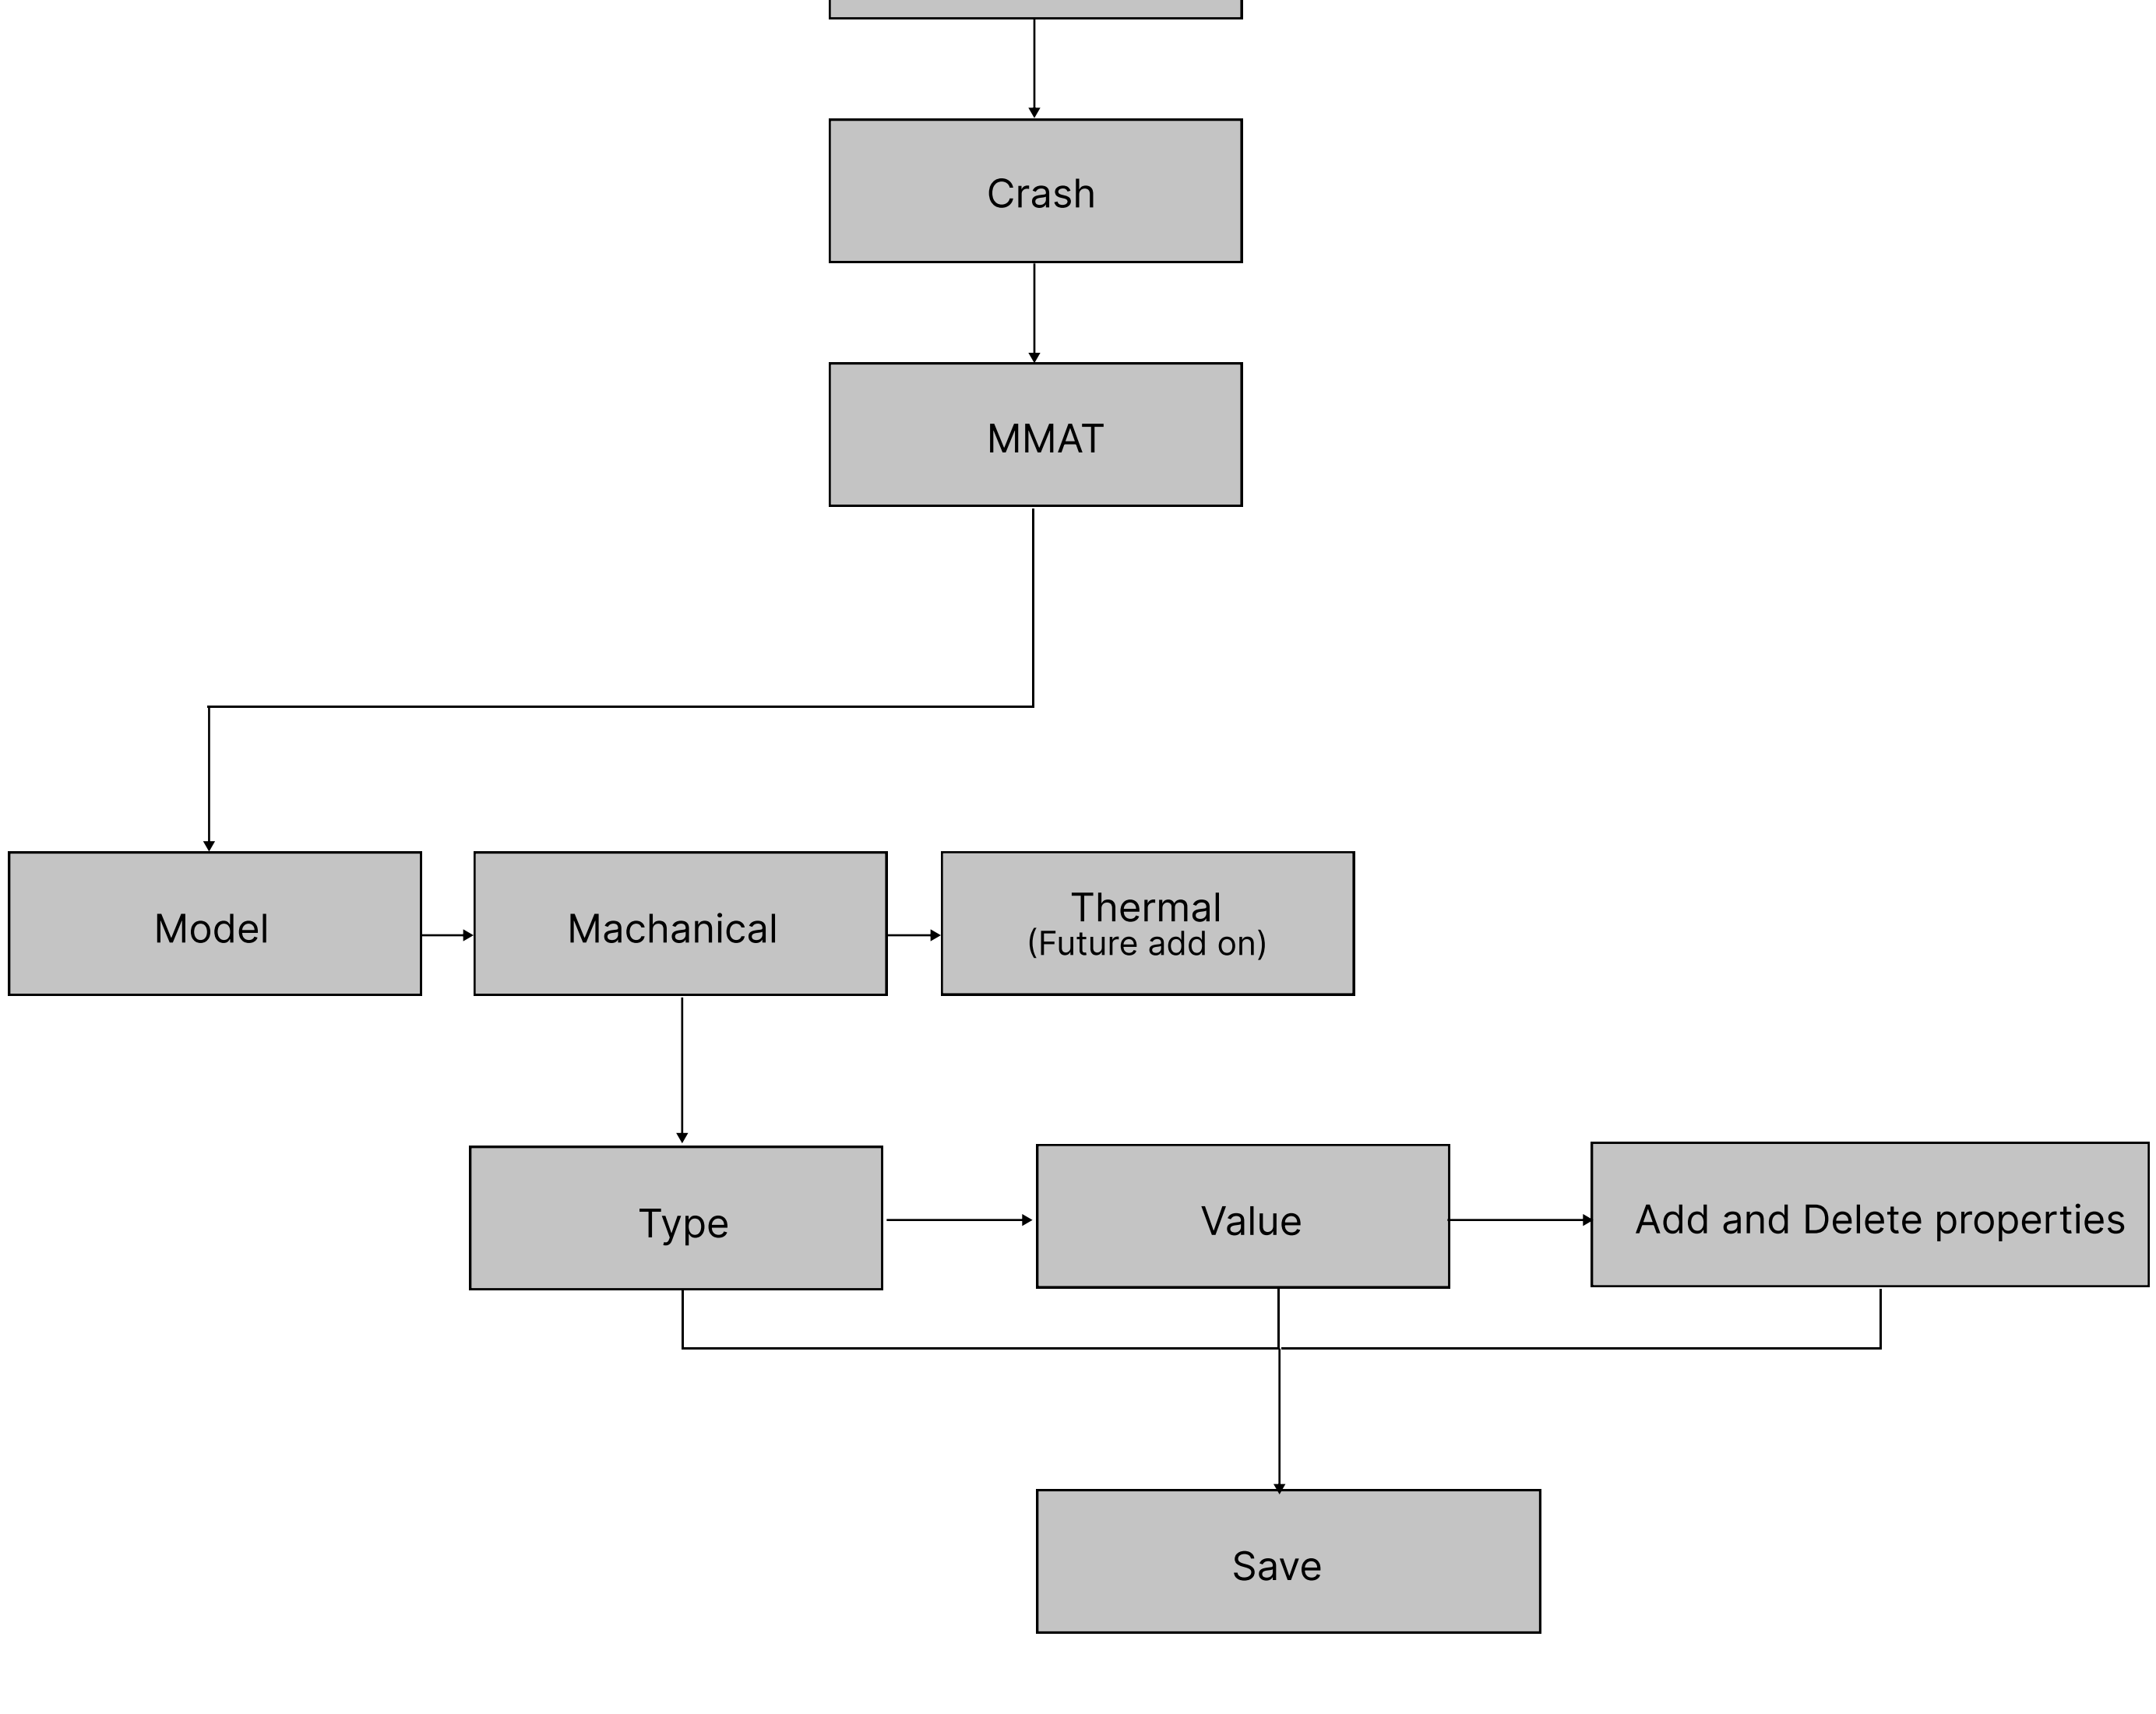 Crash
MMAT
Model
Machanical
Thermal
(Future add on)
Type
Value
Add and Delete properties
Save